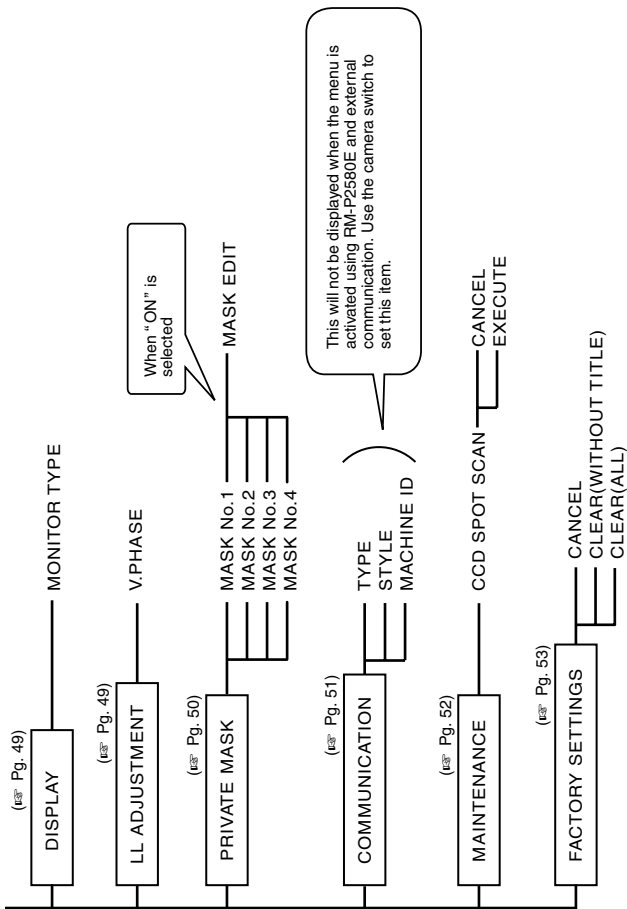 (☞ Pg. 49)
DISPLAY
MONITOR TYPE
(☞ Pg. 49)
LL ADJUSTMENT
V.PHASE
(☞ Pg. 50)
PRIVATE MASK
MASK No.1
MASK No.2
MASK No.3
MASK No.4
When “ON” is
selected
MASK EDIT
(☞ Pg. 51)
COMMUNICATION
TYPE
STYLE
MACHINE ID
This will not be displayed when the menu is
activated using RM-P2580E and external
communication. Use the camera switch to
set this item.
(☞ Pg. 52)
MAINTENANCE
CCD SPOT SCAN
CANCEL
EXECUTE
(☞ Pg. 53)
FACTORY SETTINGS
CANCEL
CLEAR(WITHOUT TITLE)
CLEAR(ALL)